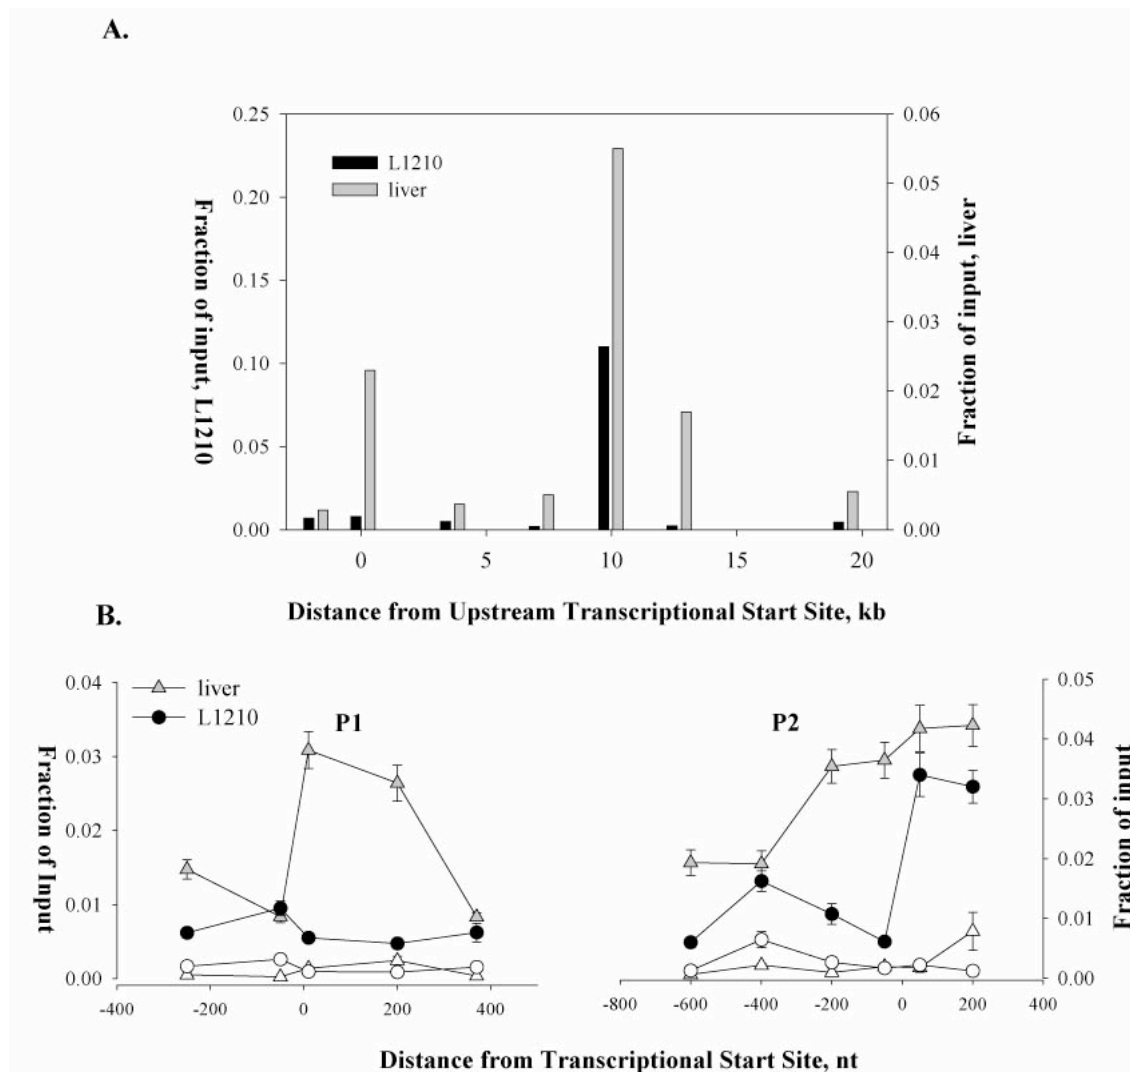 A.
0.25
0.20
0.15
0.10
0.05
0.00
Fraction of input, L1210
L1210
liver
0.06
0.05
0.04
0.03
0.02
0.01
0.00
Fraction of input, liver
0 5 10 15 20
Distance from Upstream Transcriptional Start Site, kb
B.
0.04
0.03
0.02
0.01
0.00
Fraction of Input
liver
L1210
P1
-400 -200 0 200 400
P2
0.05
0.04
0.03
0.02
0.01
0.00
Fraction of input
-800 -600 -400 -200 0 200 400
Distance from Transcriptional Start Site, nt